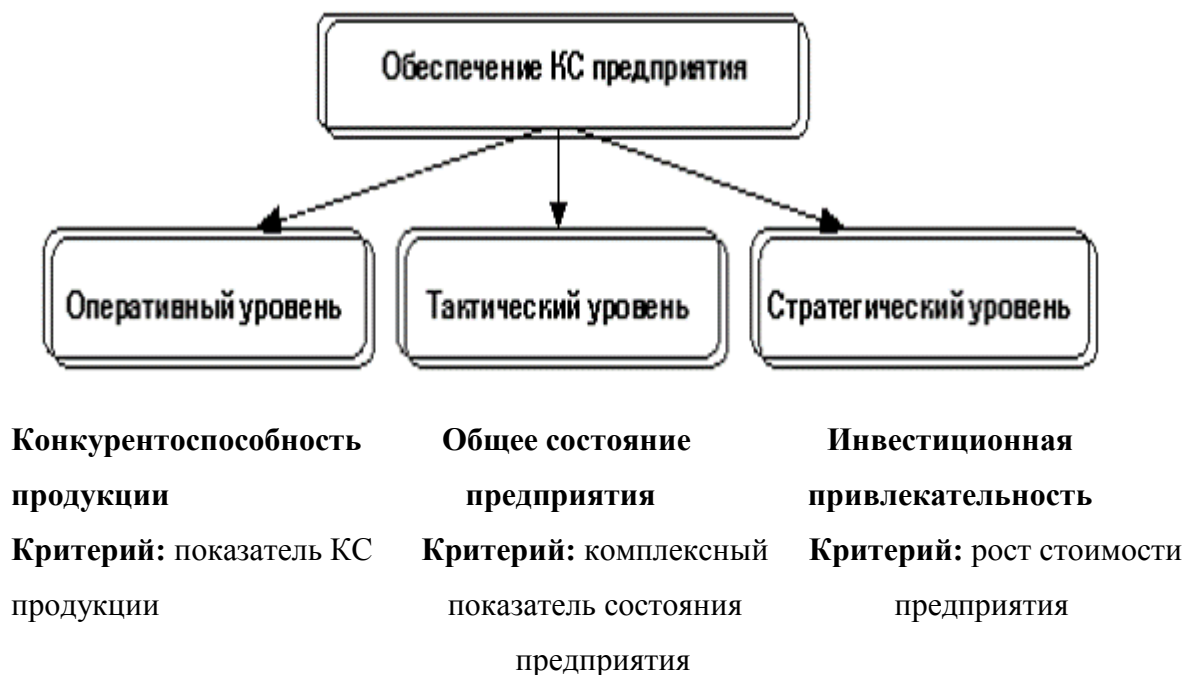 Обеспечение КС предприятия
Оперативный уровень
Тактический уровень
Стратегический уровень
Конкурентоспособность
продукции
Критерий: показатель КС
продукции
Общее состояние
предприятия
Критерий: комплексный
показатель состояния
предприятия
Инвестиционная
привлекательность
Критерий: рост стоимости
предприятия